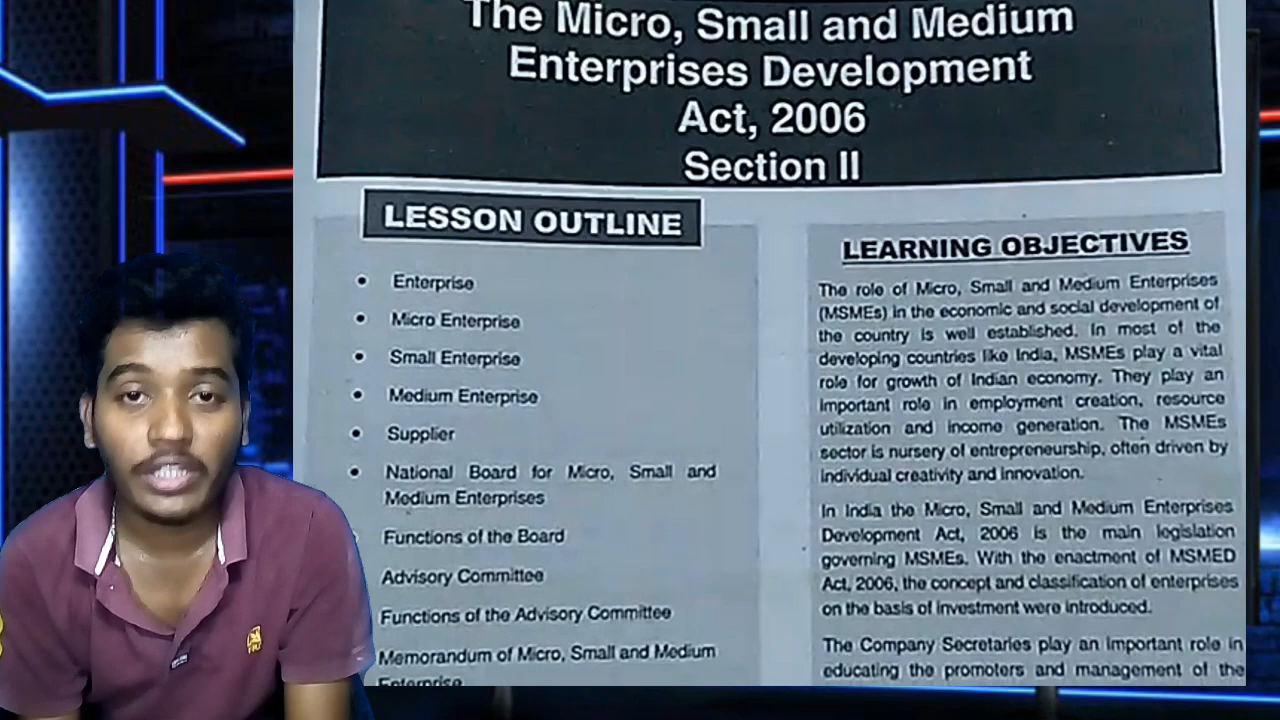 The Micro, Small and Medium
Enterprises Development
Act, 2006
Section II
LESSON OUTLINE
• Enterprise
• Micro Enterprise
• Small Enterprise
• Medium Enterprise
• Supplier
• National Board for Micro, Small and
Medium Enterprises
Functions of the Board
Advisory Committee
Functions of the Advisory Committee
Memorandum of Micro, Small and Medium
Enterprise
LEARNING OBJECTIVES
The role of Micro, Small and Medium Enterprises
(MSMEs) in the economic and social development of
the country is well established. In most of the
developing countries like India, MSMEs play a vital
role for growth of Indian economy. They play an
important role in employment creation, resource
utilization and income generation. The MSMEs
sector is nursery of entrepreneurship, often driven by
individual creativity and innovation.
In India the Micro, Small and Medium Enterprises
Development Act, 2006 is the main legislation
governing MSMEs. With the enactment of MSMED
Act, 2006, the concept and classification of enterprises
on the basis of investment were introduced.
The Company Secretaries play an important role in
educating the promoters and management of the